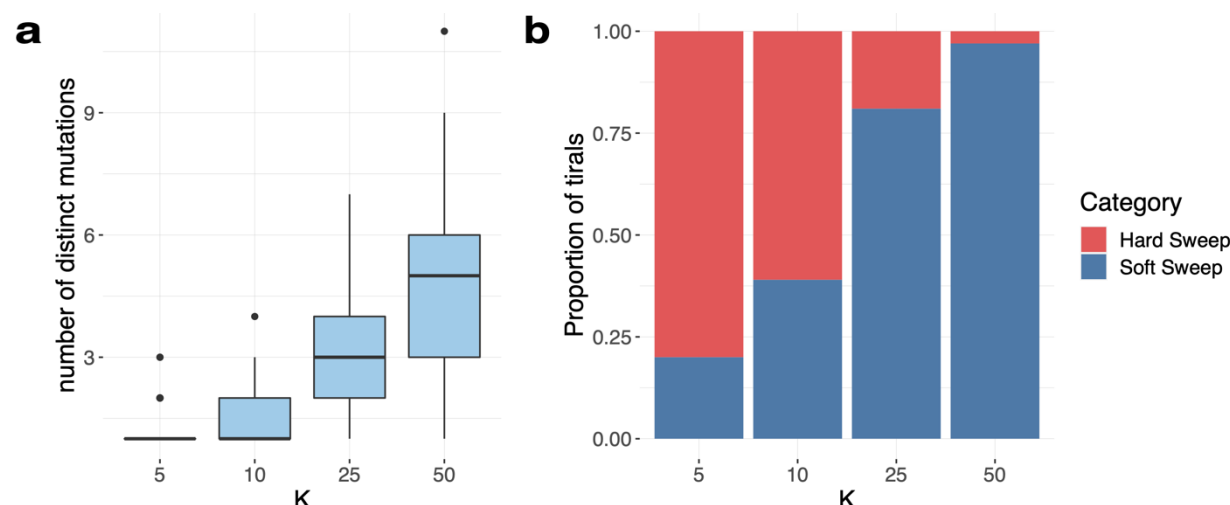 a
number of distinct mutations
9
6
3
5 10 25 50
K
b
Proportion of tirals
1.00
0.75
0.50
0.25
0.00
5 10 25 50
K
Category
Hard Sweep
Soft Sweep